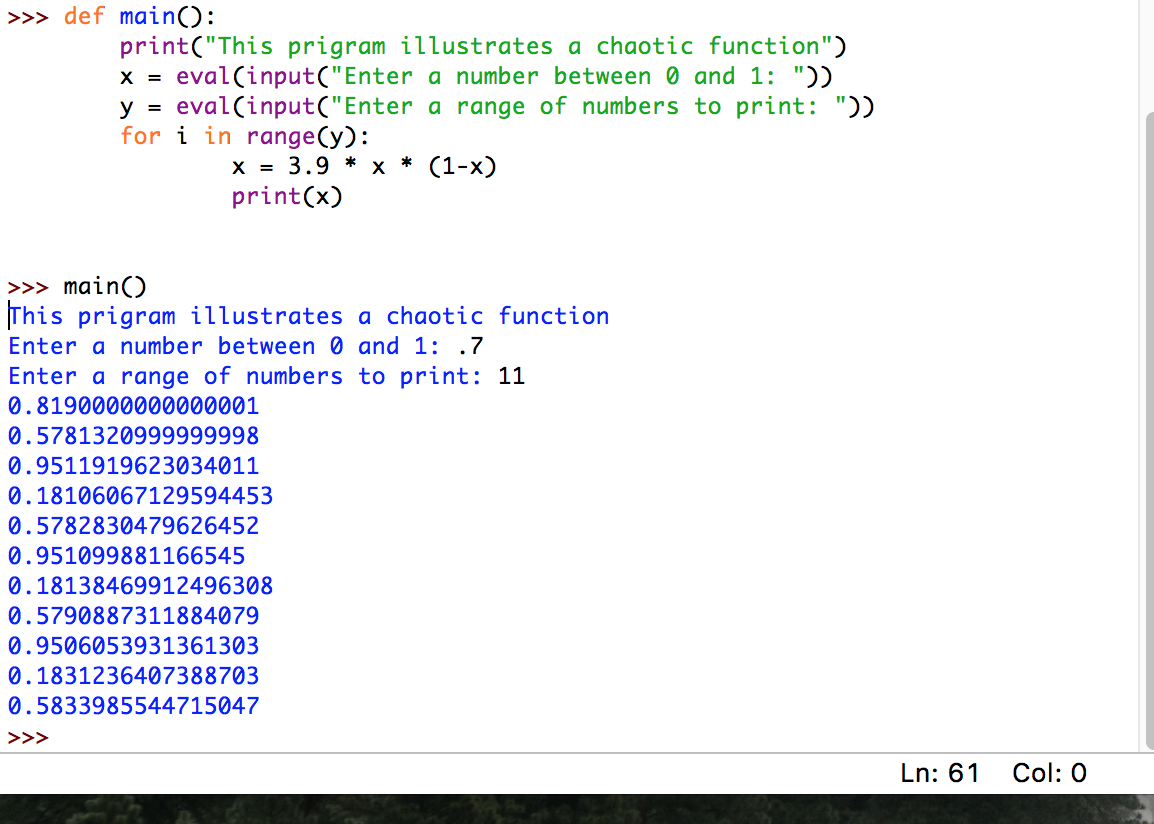 >>> def main():
        print("This prigram illustrates a chaotic function")
        x = eval(input("Enter a number between 0 and 1: "))
        y = eval(input("Enter a range of numbers to print: "))
        for i in range(y):
                x = 3.9 * x * (1-x)
                print(x)
>>> main()
This prigram illustrates a chaotic function
Enter a number between 0 and 1: .7
Enter a range of numbers to print: 11
0.8190000000000001
0.5781320999999998
0.9511919623034011
0.18106067129594453
0.5782830479626452
0.951099881166545
0.18138469912496308
0.5790887311884079
0.9506053931361303
0.1831236407388703
0.5833985544715047
>>>
Ln: 61 Col: 0